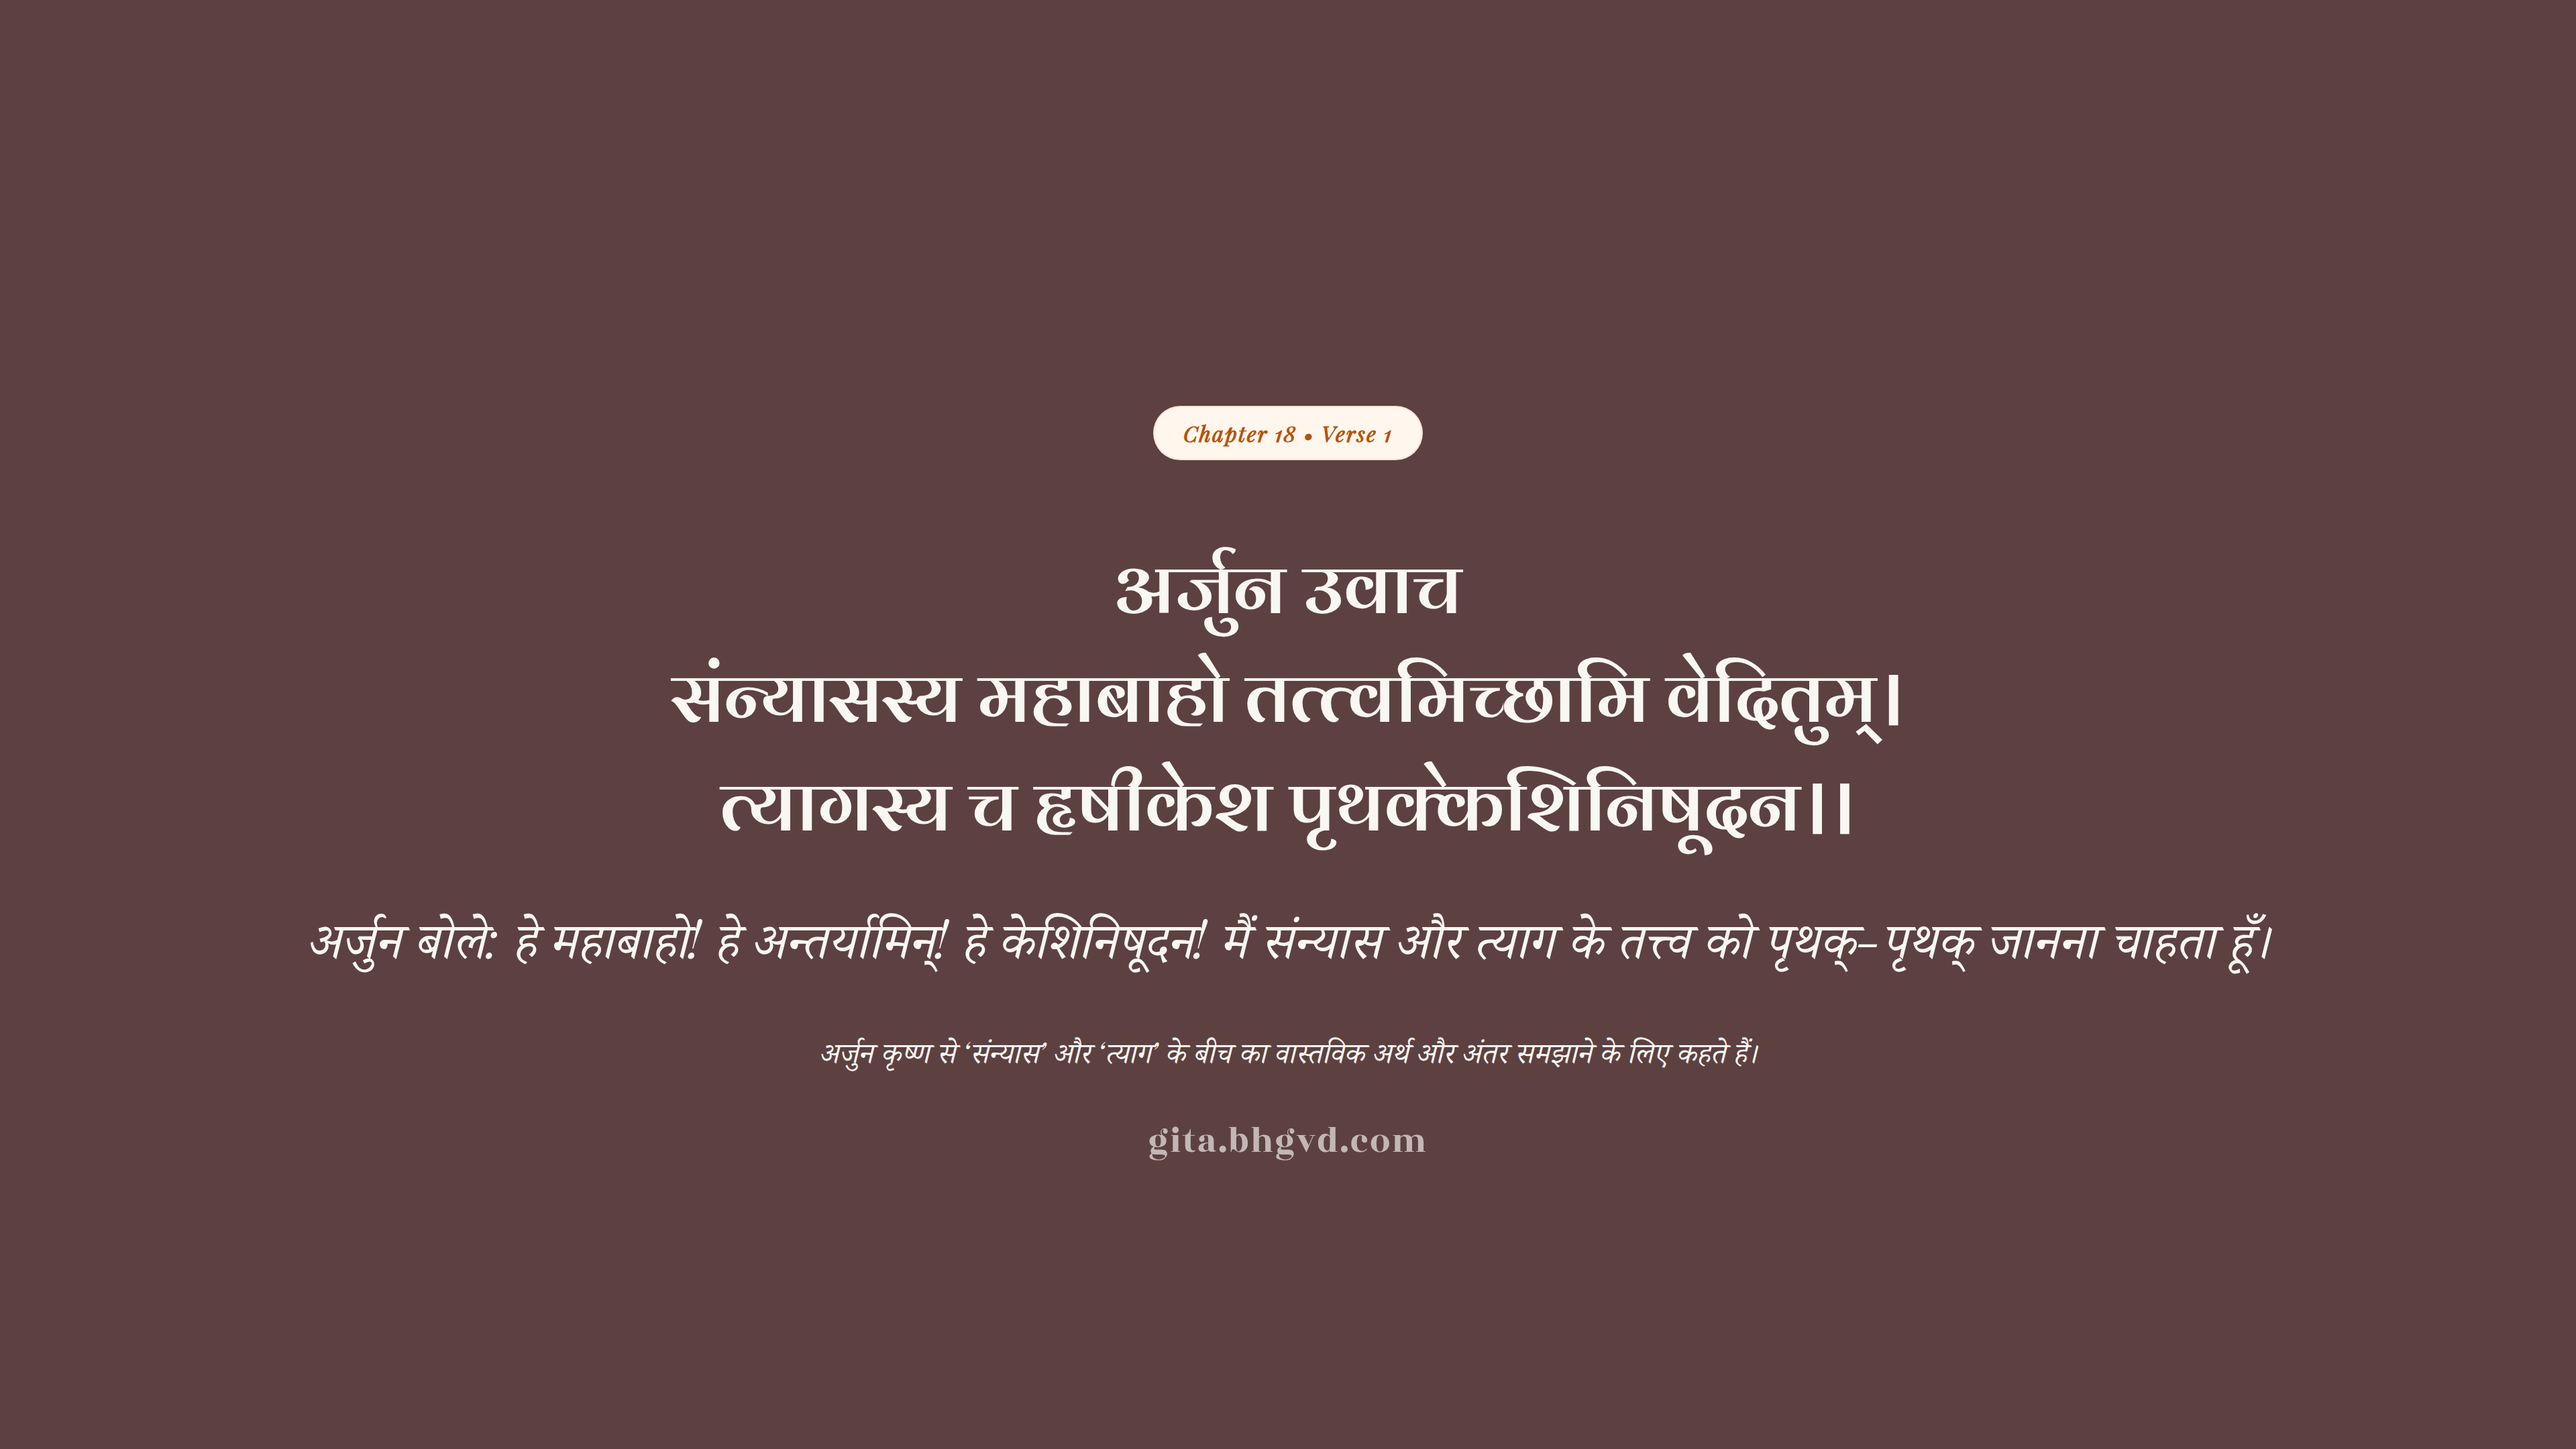 Chapter 18 • Verse 1
अर्जुन उवाच
संन्यासस्य महाबाहो तत्त्वमिच्छामि वेदितुम्।
त्यागस्य च हृषीकेश पृथक्केशिनिषूदन।।
अर्जुन बोले: हे महाबाहो! हे अन्तर्यामिन्! हे केशिनिषूदन! मैं संन्यास और त्याग के तत्त्व को पृथक्-पृथक् जानना चाहता हूँ।
अर्जुन कृष्ण से ‘संन्यास’ और ‘त्याग’ के बीच का वास्तविक अर्थ और अंतर समझाने के लिए कहते हैं।
gita.bhgvd.com